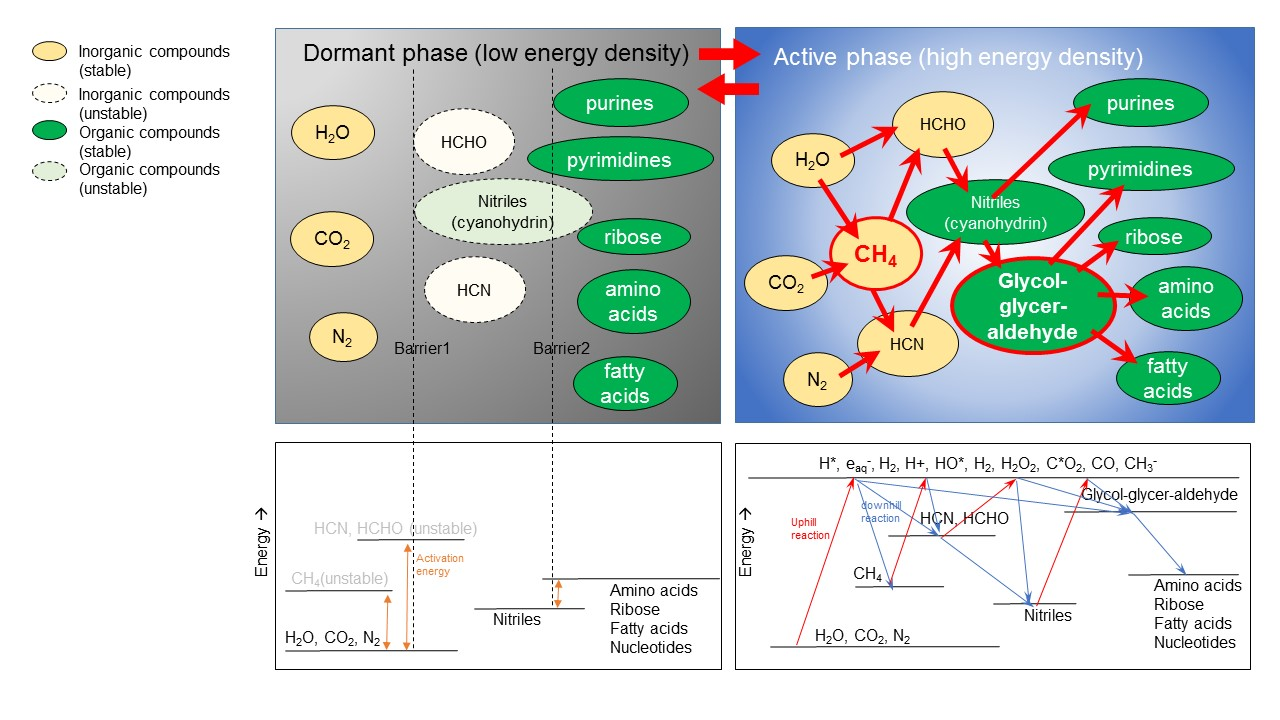 Inorganic compounds
(stable)
Inorganic compounds
(unstable)
Organic compounds
(stable)
Organic compounds
(unstable)
Dormant phase (low energy density)
H₂O
CO₂
N₂
HCHO
Nitriles
(cyanohydrin)
HCN
purines
pyrimidines
ribose
amino
acids
fatty
acids
Barrier1
Barrier2
Active phase (high energy density)
H₂O
CO₂
N₂
CH₄
HCHO
HCN
Nitriles
(cyanohydrin)
Glycol-
glycer-
aldehyde
purines
pyrimidines
ribose
amino
acids
fatty
acids
Energy →
HCN, HCHO (unstable)
Activation
energy
CH₄(unstable)
H₂O, CO₂, N₂
Nitriles
Amino acids
Ribose
Fatty acids
Nucleotides
Energy →
H*, eaq⁻, H₂, H+, HO*, H₂, H₂O₂, C*O₂, CO, CH₃⁻
Glycol-glycer-aldehyde
downhill
reaction
Uphill
reaction
HCN, HCHO
CH₄
Nitriles
H₂O, CO₂, N₂
Amino acids
Ribose
Fatty acids
Nucleotides